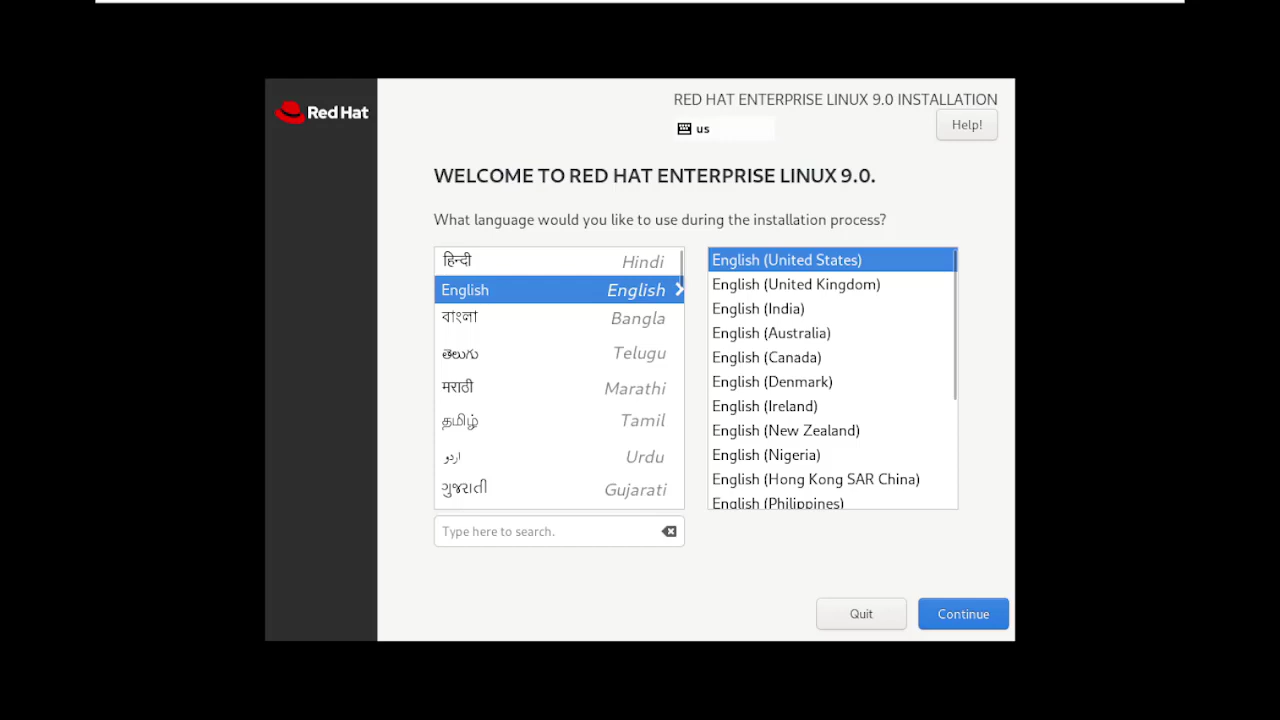 Red Hat
RED HAT ENTERPRISE LINUX 9.0 INSTALLATION
us
Help!
WELCOME TO RED HAT ENTERPRISE LINUX 9.0.
What language would you like to use during the installation process?
हिन्दी Hindi
English English
বাংলা Bangla
తెలుగు Telugu
मराठी Marathi
தமிழ் Tamil
اردو Urdu
ગુજરાતી Gujarati
Type here to search.
English (United States)
English (United Kingdom)
English (India)
English (Australia)
English (Canada)
English (Denmark)
English (Ireland)
English (New Zealand)
English (Nigeria)
English (Hong Kong SAR China)
English (Philippines)
Quit
Continue